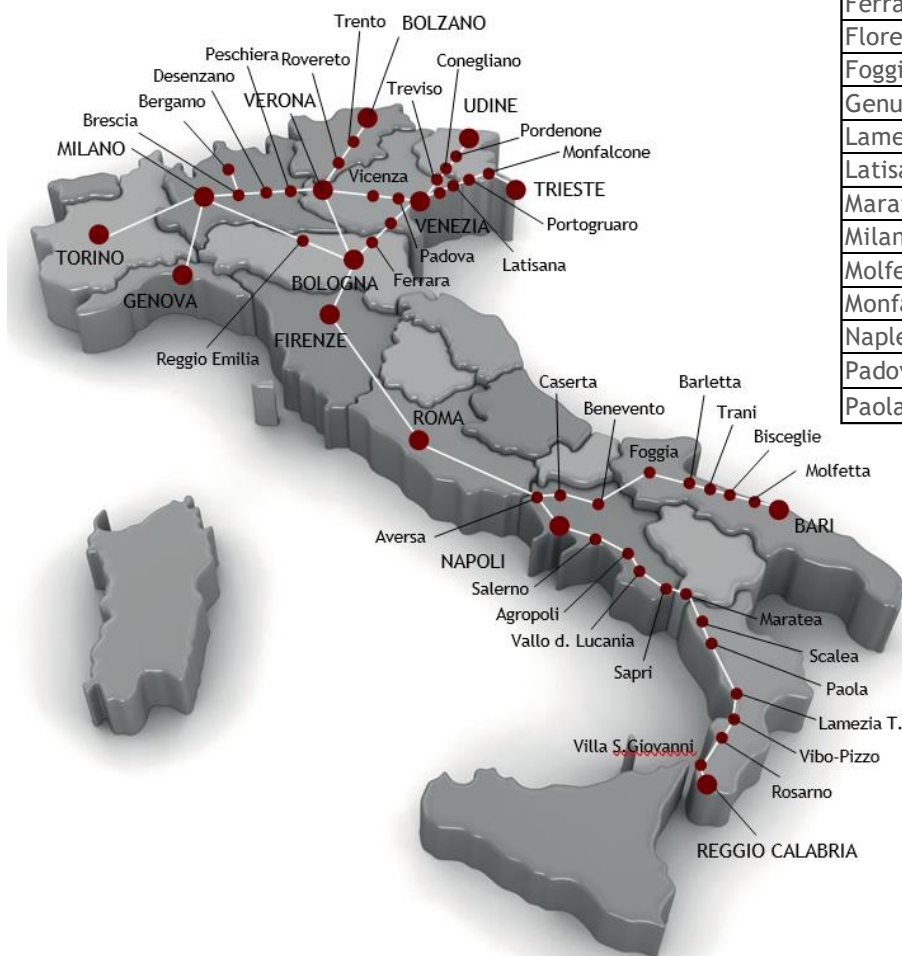 Trento
BOLZANO
Peschiera
Rovereto
Conegliano
Desenzano
Treviso
UDINE
Bergamo
VERONA
Brescia
Pordenone
MILANO
Monfalcone
Vicenza
TRIESTE
VENEZIA
Portogruaro
TORINO
Padova
Latisana
BOLOGNA
Ferrara
GENOVA
FIRENZE
Reggio Emilia
Caserta
Barletta
ROMA
Benevento
Trani
Foggia
Bisceglie
Molfetta
Aversa
BARI
NAPOLI
Salerno
Agropoli
Maratea
Vallo d. Lucania
Scalea
Sapri
Paola
Lamezia T.
Villa S.Giovanni
Vibo-Pizzo
Rosarno
REGGIO CALABRIA
Ferra
Flore
Foggi
Genu
Lame
Latisa
Mara
Milan
Molfe
Monfa
Naple
Padov
Paola